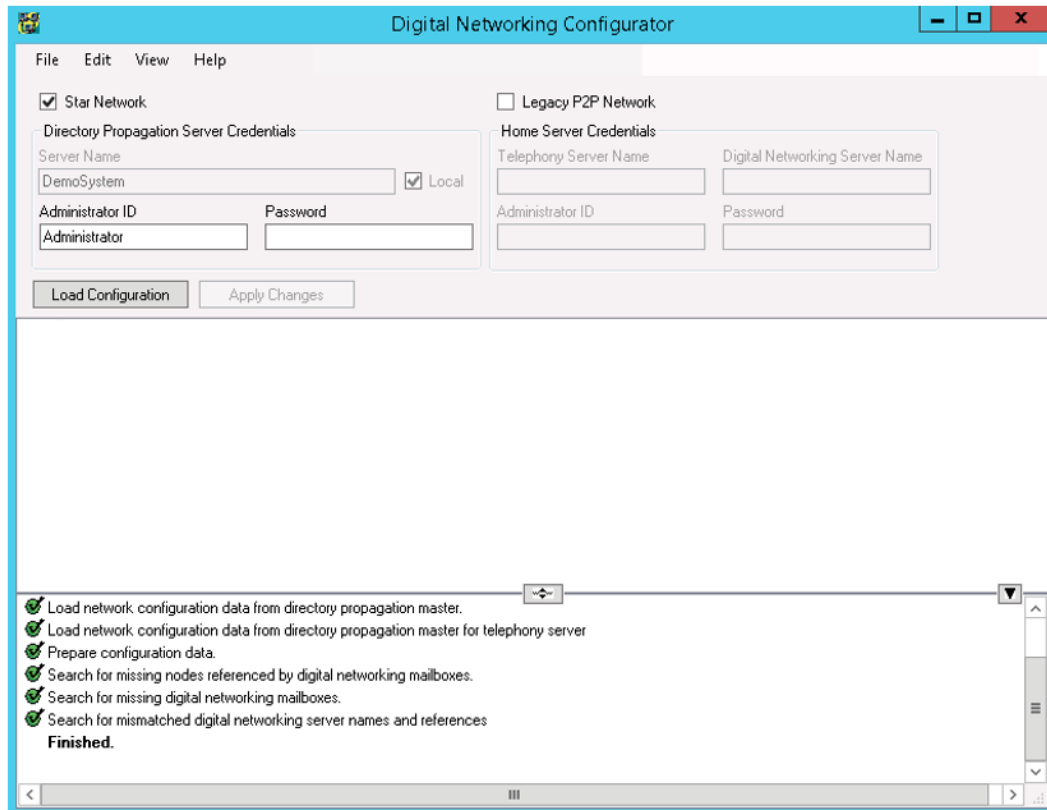 Digital Networking Configurator
File Edit View Help
Star Network
Legacy P2P Network
Directory Propagation Server Credentials
Home Server Credentials
Server Name
Telephony Server Name
Digital Networking Server Name
DemoSystem
Local
Administrator ID
Password
Administrator ID
Password
Administrator
Load Configuration
Apply Changes
Load network configuration data from directory propagation master.
Load network configuration data from directory propagation master for telephony server
Prepare configuration data.
Search for missing nodes referenced by digital networking mailboxes.
Search for missing digital networking mailboxes.
Search for mismatched digital networking server names and references
Finished.